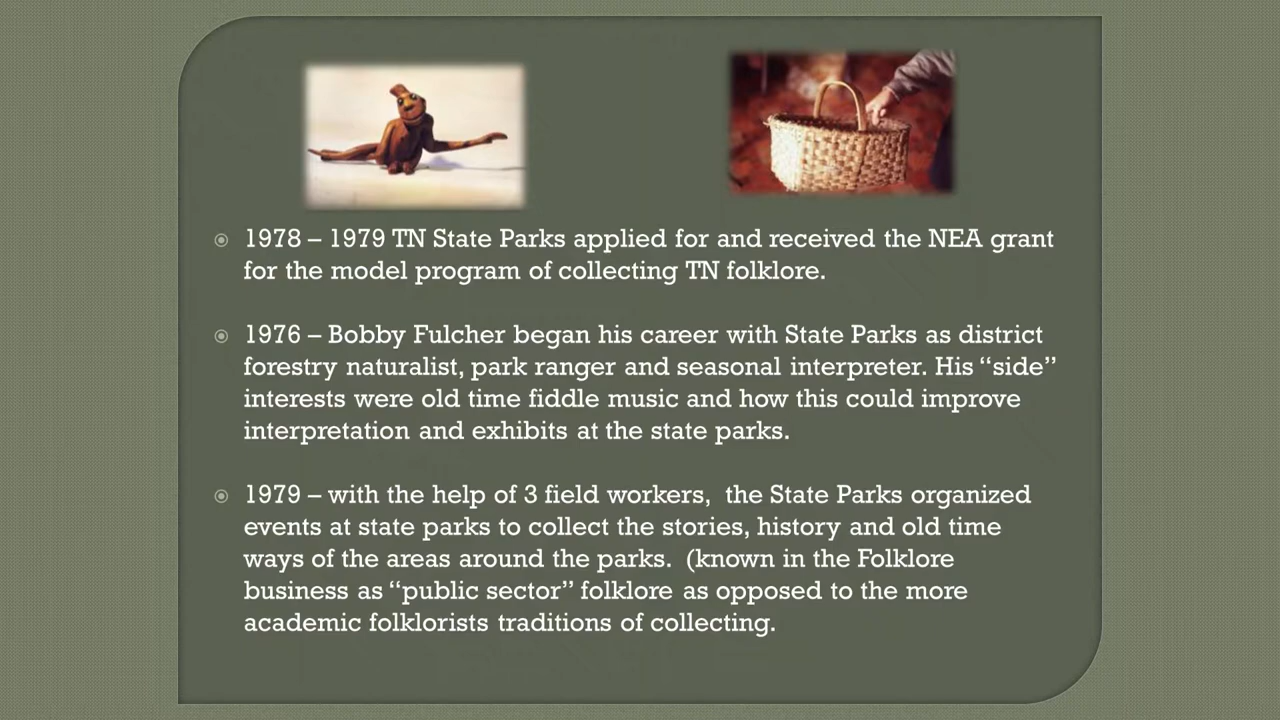 1978 – 1979 TN State Parks applied for and received the NEA grant
for the model program of collecting TN folklore.
1976 – Bobby Fulcher began his career with State Parks as district
forestry naturalist, park ranger and seasonal interpreter. His “side”
interests were old time fiddle music and how this could improve
interpretation and exhibits at the state parks.
1979 – with the help of 3 field workers,  the State Parks organized
events at state parks to collect the stories, history and old time
ways of the areas around the parks.  (known in the Folklore
business as “public sector” folklore as opposed to the more
academic folklorists traditions of collecting.